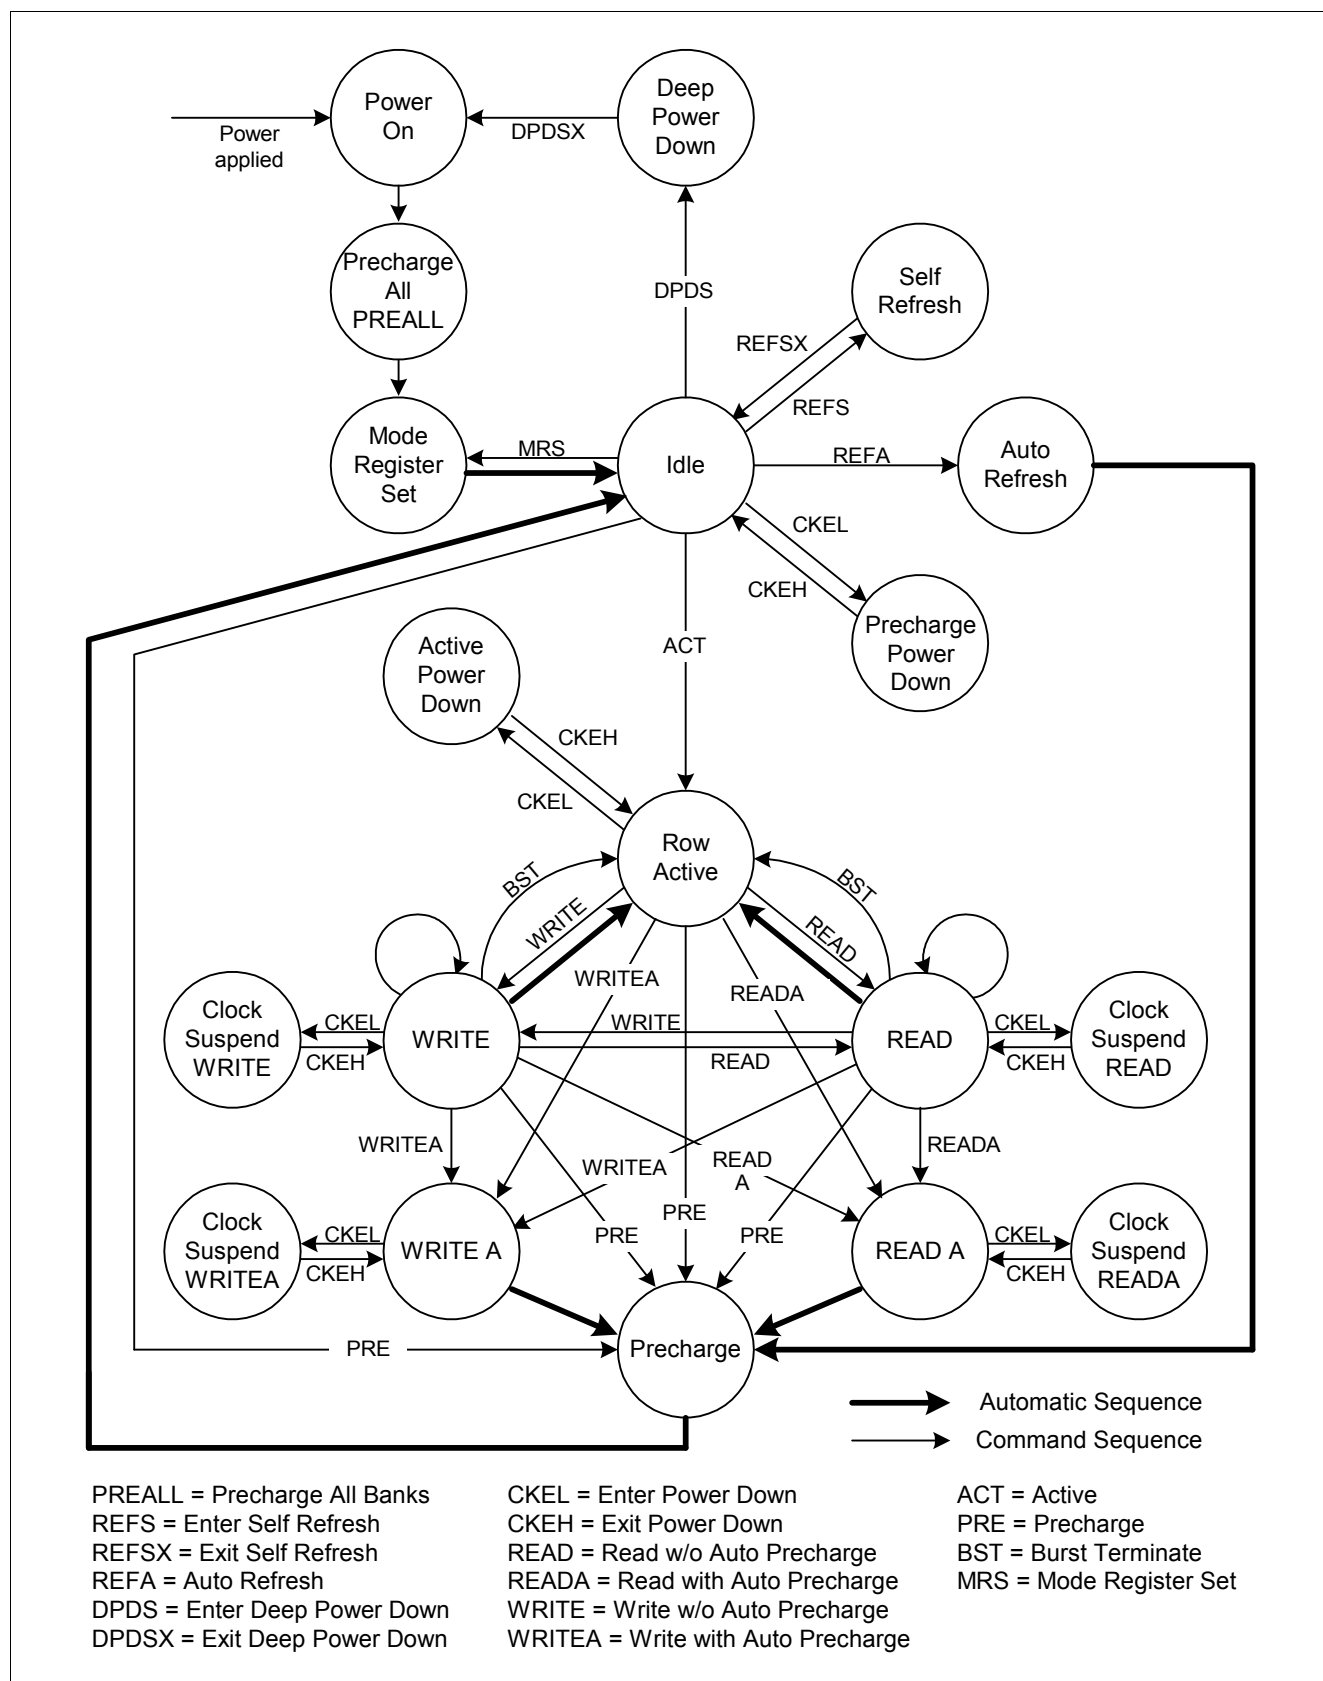 Power
On
Deep
Power
Down
Power
applied
DPDSX
Precharge
All
PREALL
DPDS
Self
Refresh
REFSX
REFS
Mode
Register
Set
MRS
Idle
REFA
Auto
Refresh
CKEL
CKEH
Precharge
Power
Down
ACT
Active
Power
Down
CKEH
CKEL
Row
Active
BST
WRITE
READ
BST
WRITEA
READA
Clock
Suspend
WRITE
CKEL
CKEH
WRITE
WRITE
READ
READ
CKEL
CKEH
Clock
Suspend
READ
WRITEA
WRITEA
READ
A
READA
PRE
PRE
PRE
Clock
Suspend
WRITEA
CKEL
CKEH
WRITE A
READ A
CKEL
CKEH
Clock
Suspend
READA
PRE
Precharge
Automatic Sequence
Command Sequence
PREALL = Precharge All Banks
REFS = Enter Self Refresh
REFSX = Exit Self Refresh
REFA = Auto Refresh
DPDS = Enter Deep Power Down
DPDSX = Exit Deep Power Down
CKEL = Enter Power Down
CKEH = Exit Power Down
READ = Read w/o Auto Precharge
READA = Read with Auto Precharge
WRITE = Write w/o Auto Precharge
WRITEA = Write with Auto Precharge
ACT = Active
PRE = Precharge
BST = Burst Terminate
MRS = Mode Register Set